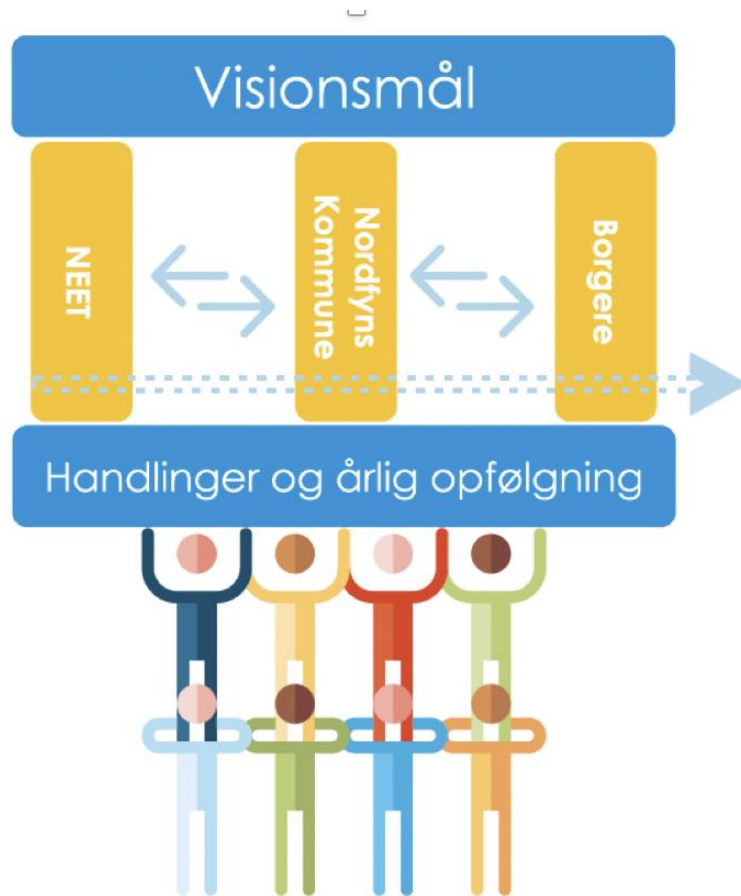 Visionsmål
NEET
Nordfyns
Kommune
Borgere
Handlinger og årlig opfølgning